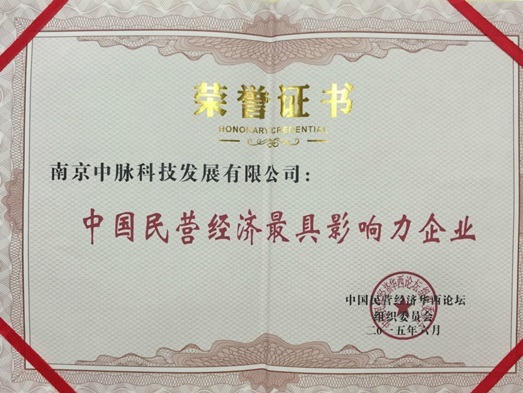 荣誉证书
HONORARY CREDENTIAL
南京中脉科技发展有限公司：
中国民营经济最具影响力企业
中国民营经济华西论坛
组织委员会
二〇一五年六月